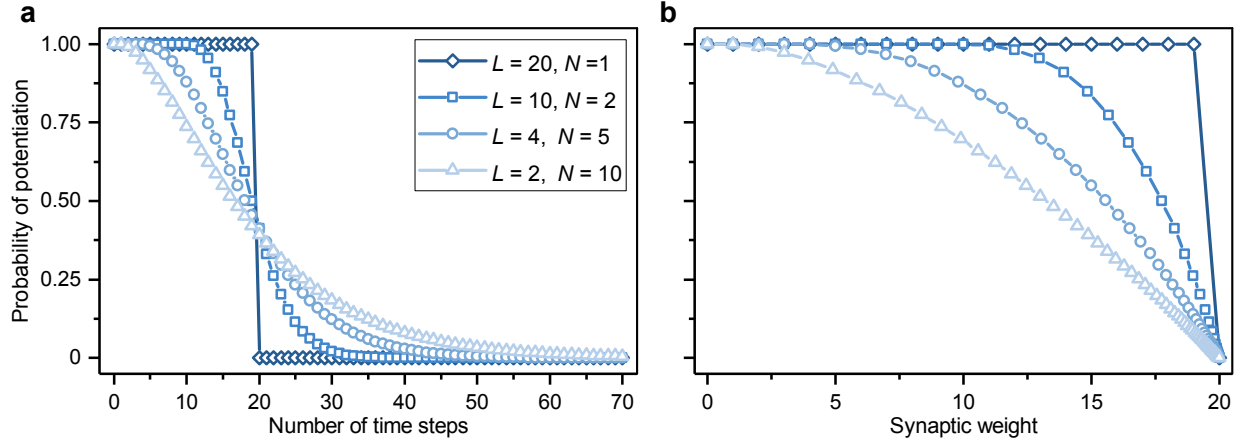 a
b
1.00
0.75
0.50
0.25
0
Probability of potentiation
L = 20, N =1
L = 10, N = 2
L = 4, N = 5
L = 2, N = 10
0 10 20 30 40 50 60 70
Number of time steps
0 5 10 15 20
Synaptic weight